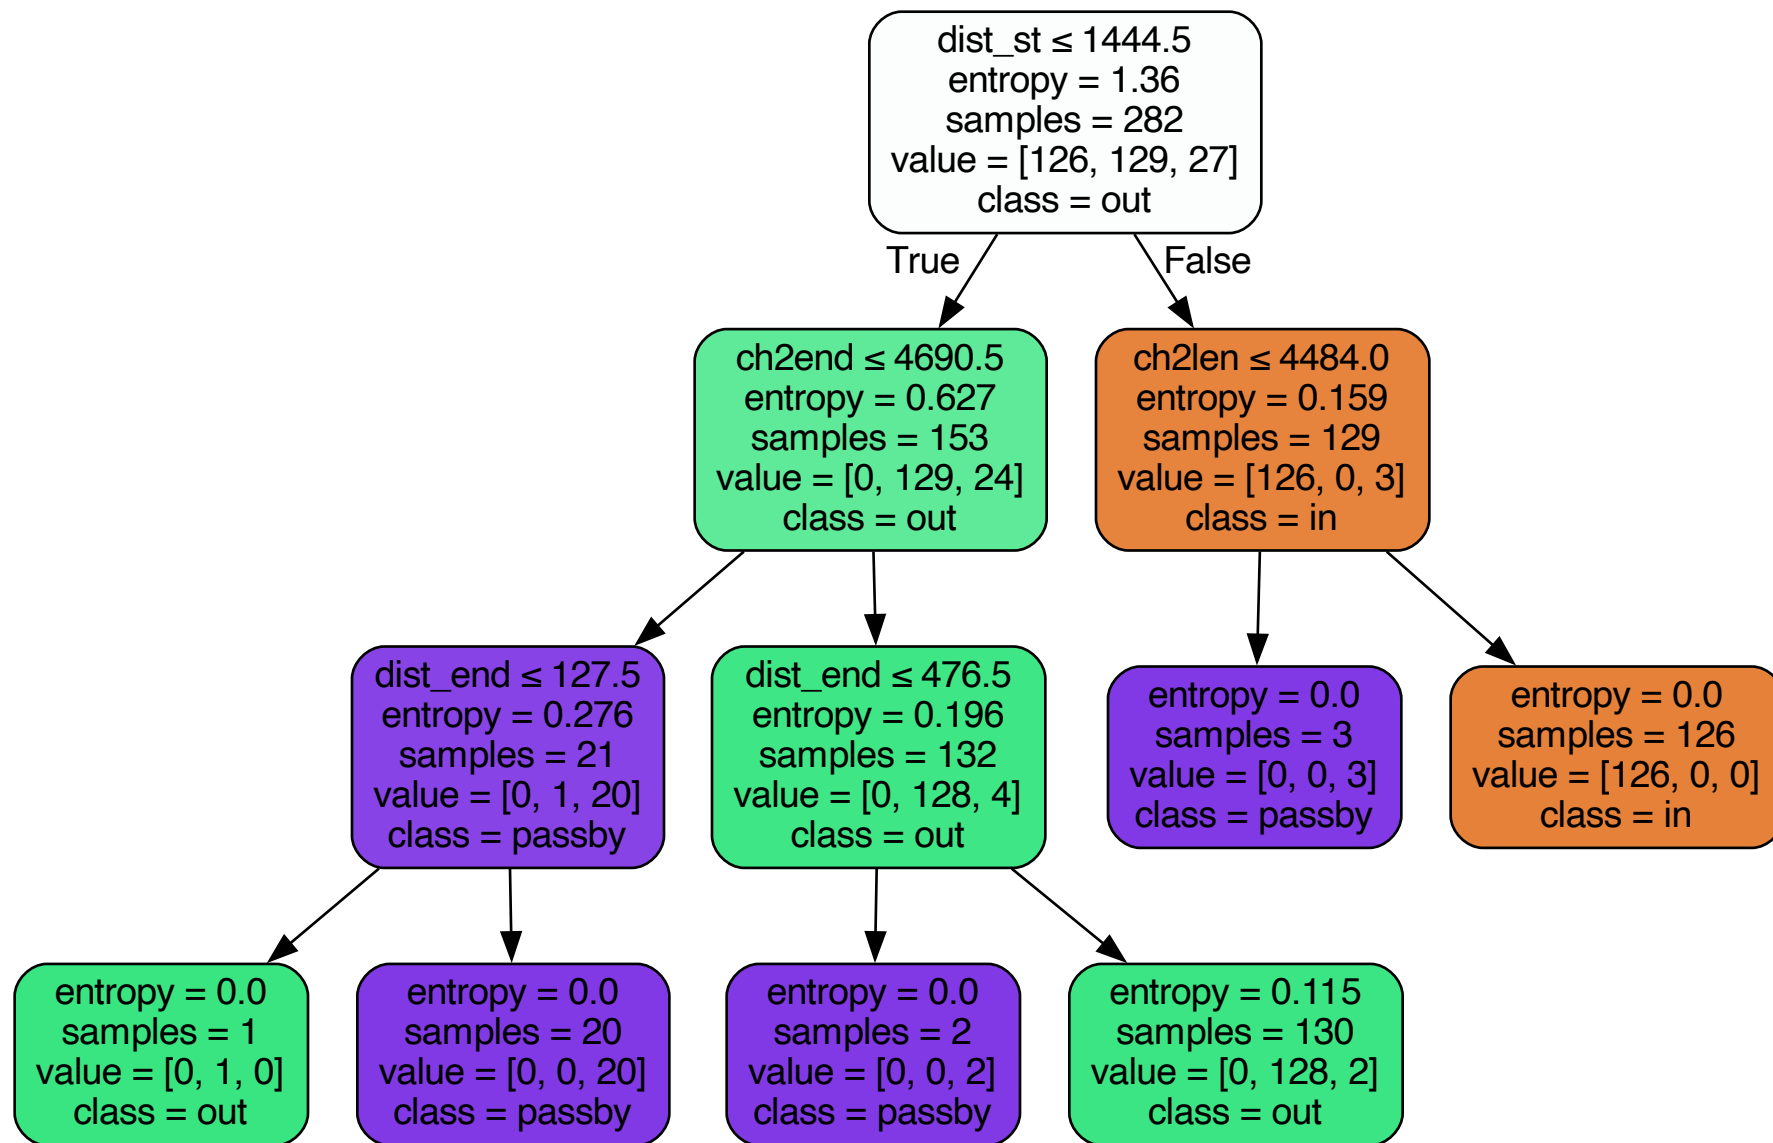 dist_st ≤ 1444.5
entropy = 1.36
samples = 282
value = [126, 129, 27]
class = out
True
False
ch2end ≤ 4690.5
entropy = 0.627
samples = 153
value = [0, 129, 24]
class = out
ch2len ≤ 4484.0
entropy = 0.159
samples = 129
value = [126, 0, 3]
class = in
dist_end ≤ 127.5
entropy = 0.276
samples = 21
value = [0, 1, 20]
class = passby
dist_end ≤ 476.5
entropy = 0.196
samples = 132
value = [0, 128, 4]
class = out
entropy = 0.0
samples = 3
value = [0, 0, 3]
class = passby
entropy = 0.0
samples = 126
value = [126, 0, 0]
class = in
entropy = 0.0
samples = 1
value = [0, 1, 0]
class = out
entropy = 0.0
samples = 20
value = [0, 0, 20]
class = passby
entropy = 0.0
samples = 2
value = [0, 0, 2]
class = passby
entropy = 0.115
samples = 130
value = [0, 128, 2]
class = out